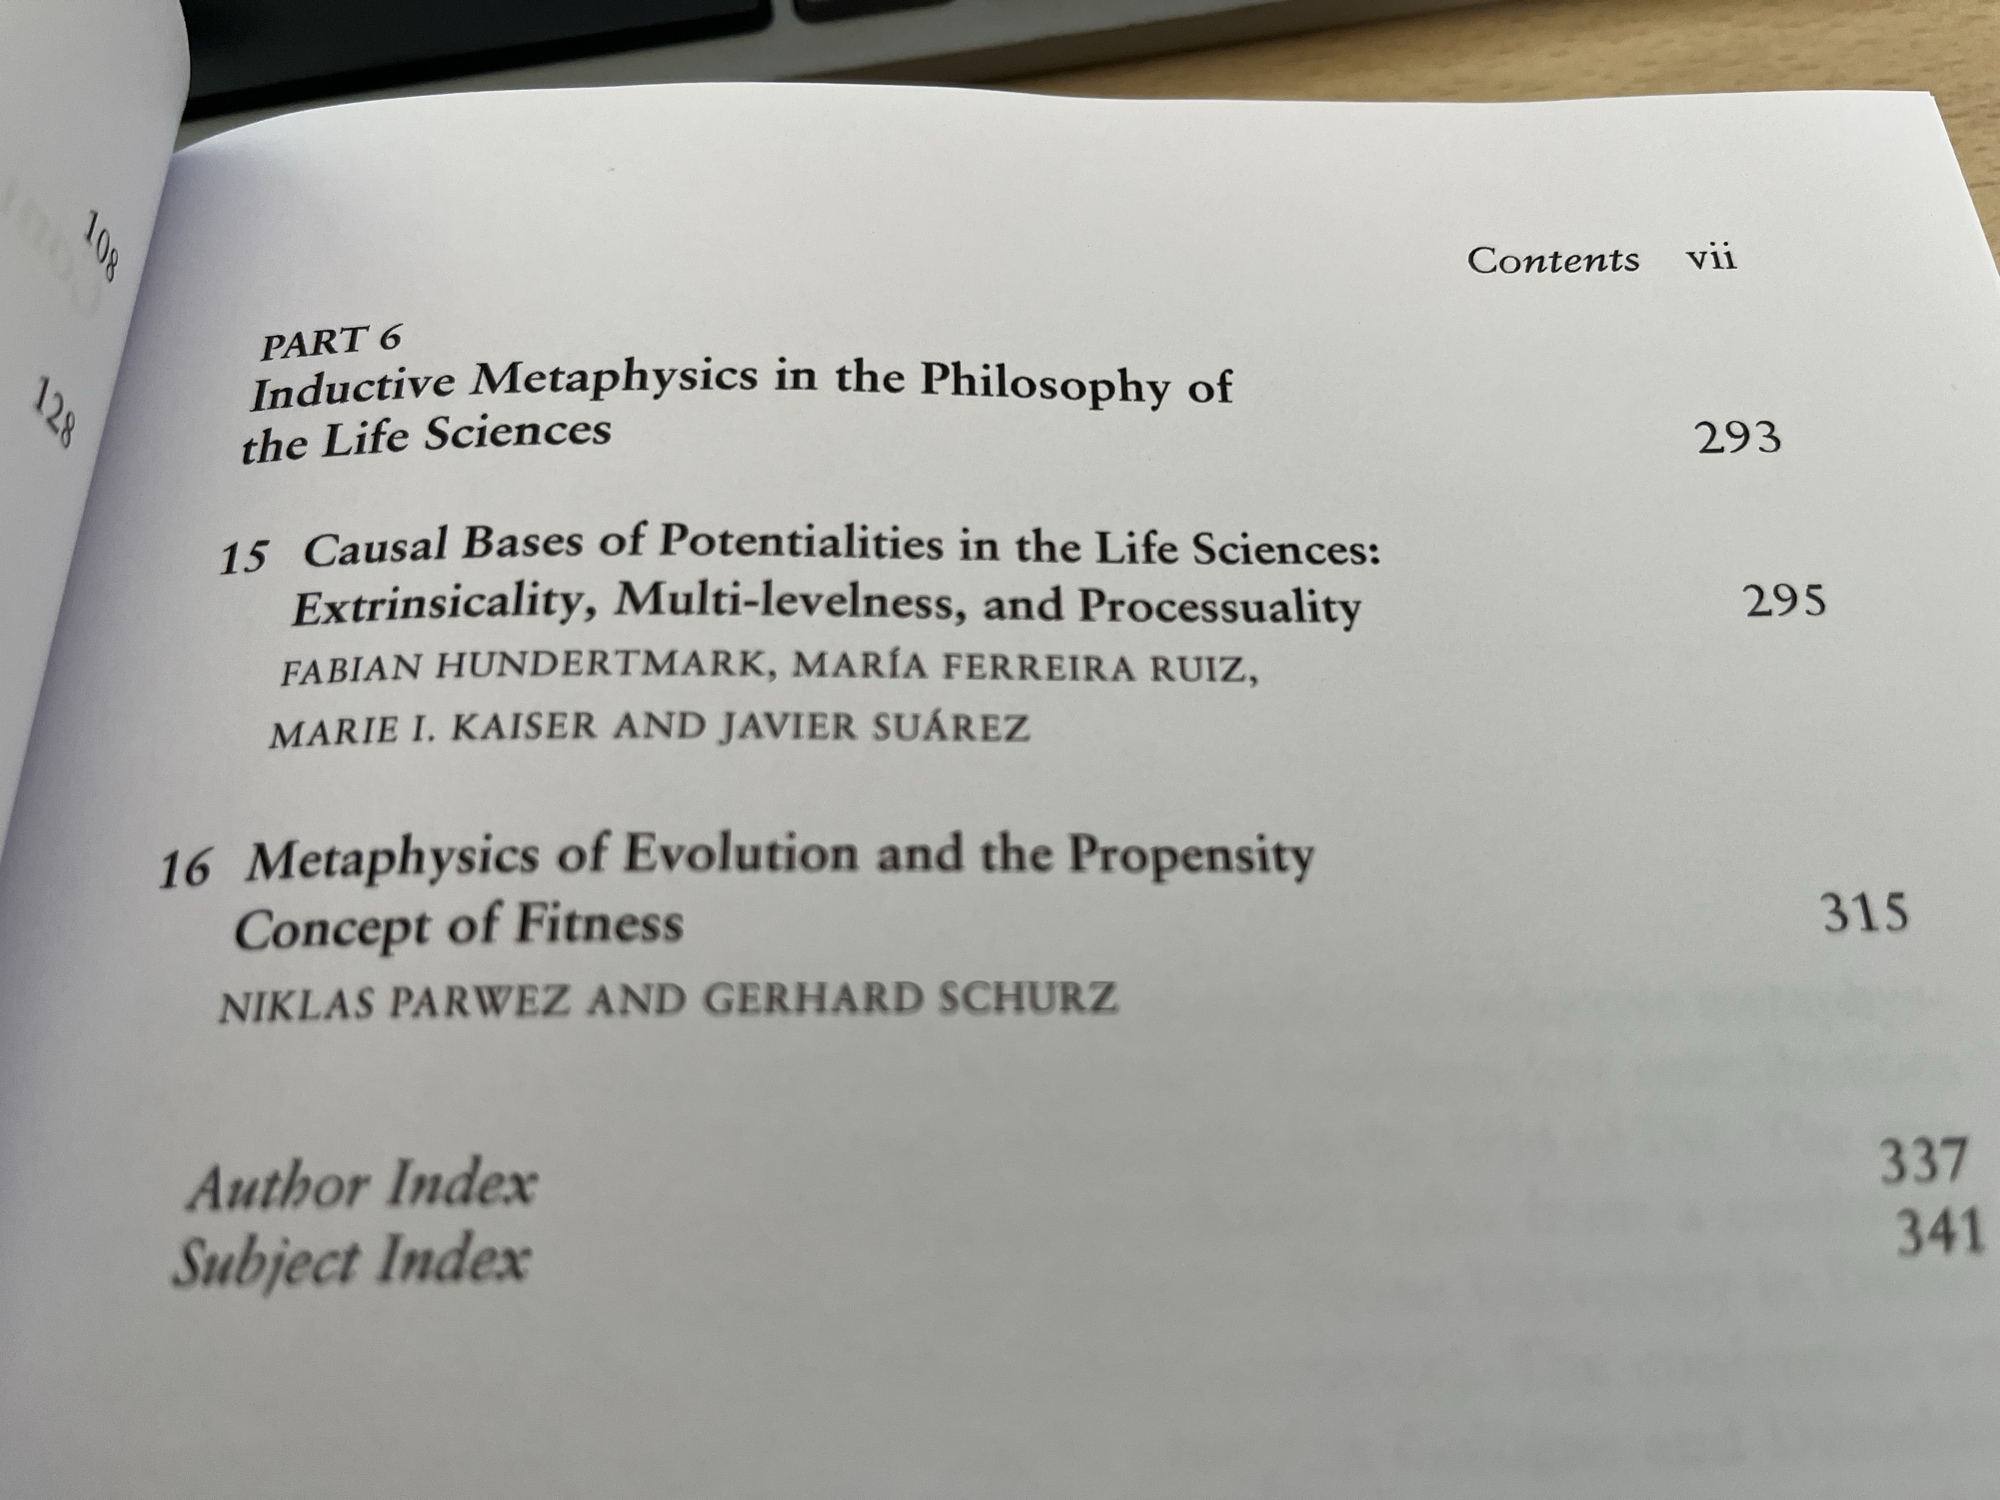 108
128
Contents vii
PART 6
Inductive Metaphysics in the Philosophy of
the Life Sciences 293
15 Causal Bases of Potentialities in the Life Sciences:
Extrinsicality, Multi-levelness, and Processuality 295
FABIAN HUNDERTMARK, MARÍA FERREIRA RUIZ,
MARIE I. KAISER AND JAVIER SUÁREZ
16 Metaphysics of Evolution and the Propensity
Concept of Fitness 315
NIKLAS PARWEZ AND GERHARD SCHURZ
Author Index 337
Subject Index 341